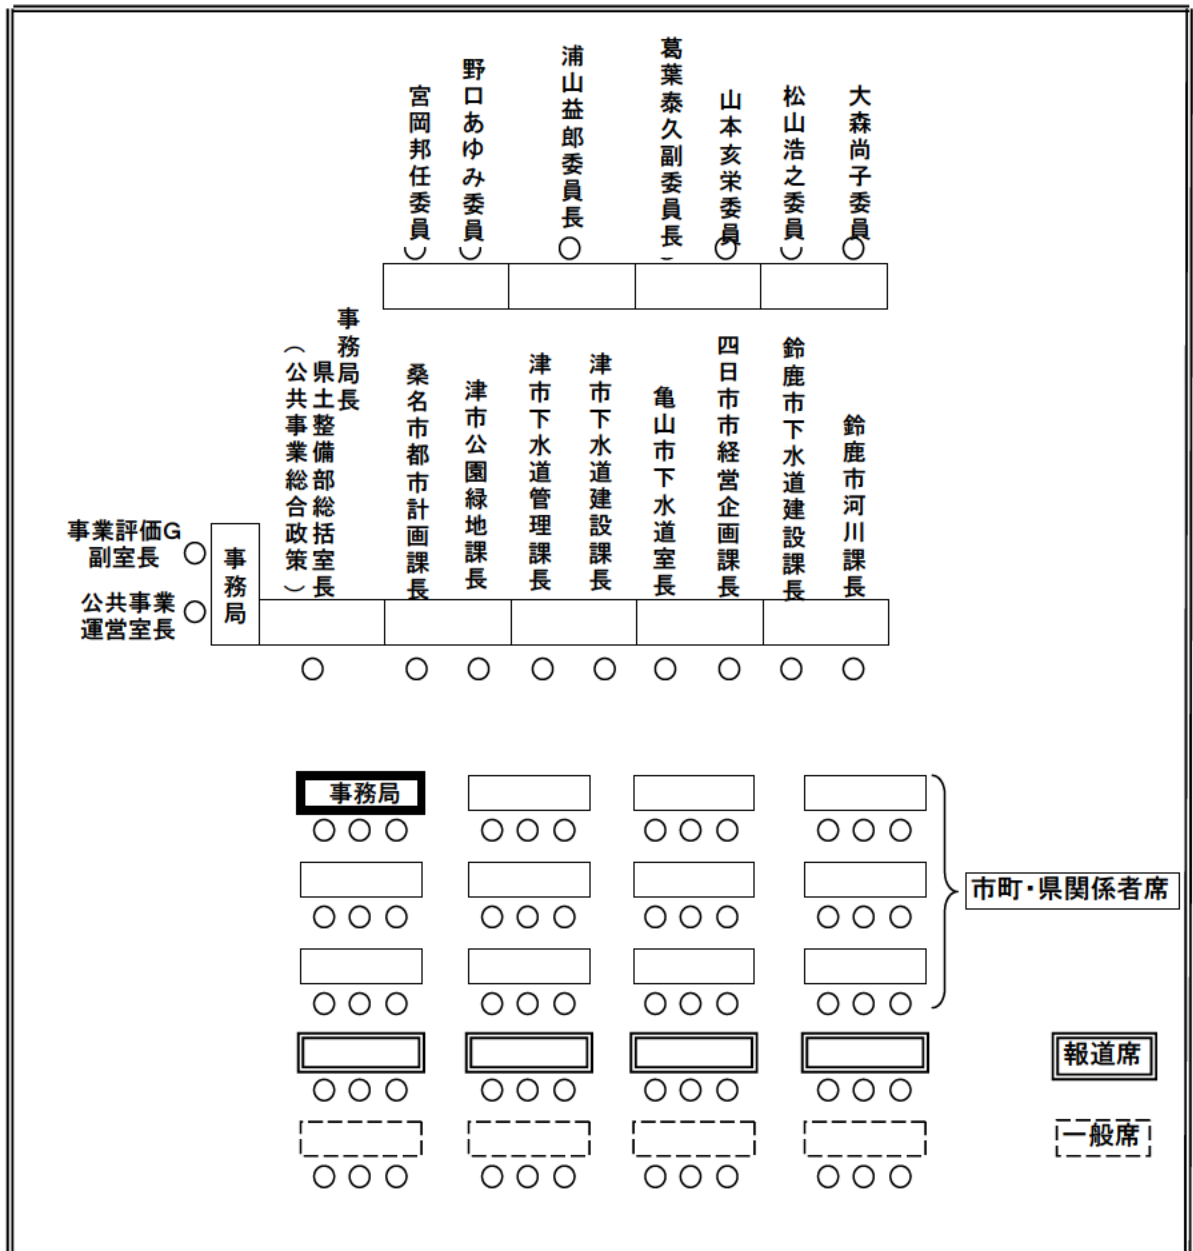 宮岡邦任委員
野口あゆみ委員
浦山益郎委員長
葛葉泰久副委員長
山本亥栄委員
松山浩之委員
大森尚子委員
事務局長
県土整備部総括室長
（公共事業総合政策）
桑名市都市計画課長
津市公園緑地課長
津市下水道管理課長
津市下水道建設課長
亀山市下水道室長
四日市市経営企画課長
鈴鹿市下水道建設課長
鈴鹿市河川課長
事業評価G
副室長
公共事業
運営室長
事務局
事務局
市町・県関係者席
報道席
一般席